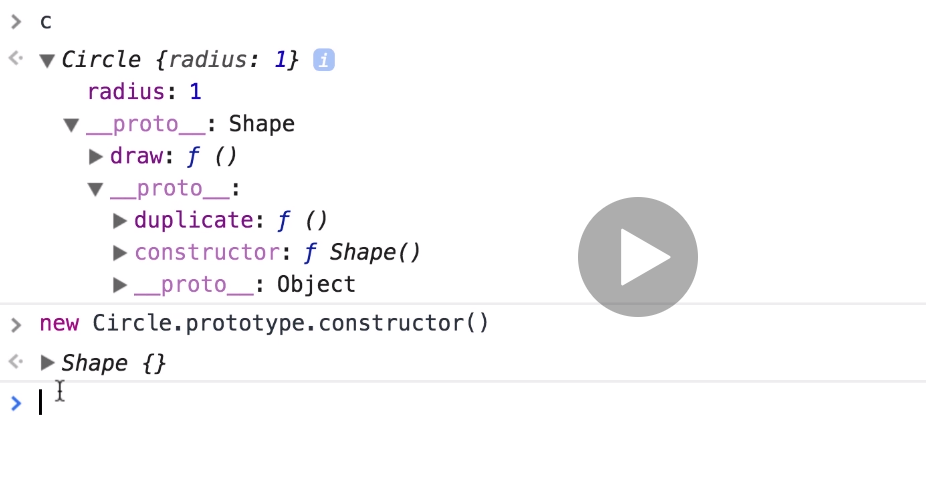 > c
Circle {radius: 1} i
radius: 1
__proto__: Shape
draw: ƒ ()
__proto__:
duplicate: ƒ ()
constructor: ƒ Shape()
__proto__: Object
> new Circle.prototype.constructor()
Shape {}
>